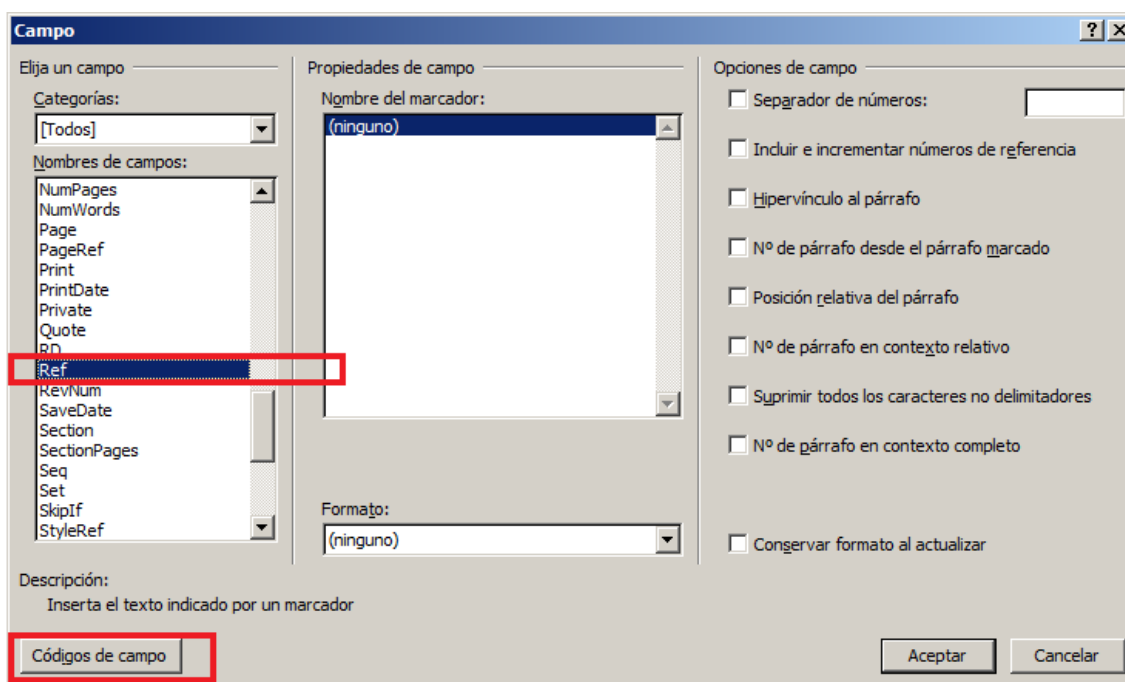 Campo
Elija un campo
Categorías:
[Todos]
Nombres de campos:
NumPages
NumWords
Page
PageRef
Print
PrintDate
Private
Quote
RD
Ref
RevNum
SaveDate
Section
SectionPages
Seq
Set
SkipIf
StyleRef
Propiedades de campo
Nombre del marcador:
(ninguno)
Formato:
(ninguno)
Opciones de campo
Separador de números:
Incluir e incrementar números de referencia
Hipervínculo al párrafo
Nº de párrafo desde el párrafo marcado
Posición relativa del párrafo
Nº de párrafo en contexto relativo
Suprimir todos los caracteres no delimitadores
Nº de párrafo en contexto completo
Conservar formato al actualizar
Descripción:
Inserta el texto indicado por un marcador
Códigos de campo
Aceptar
Cancelar